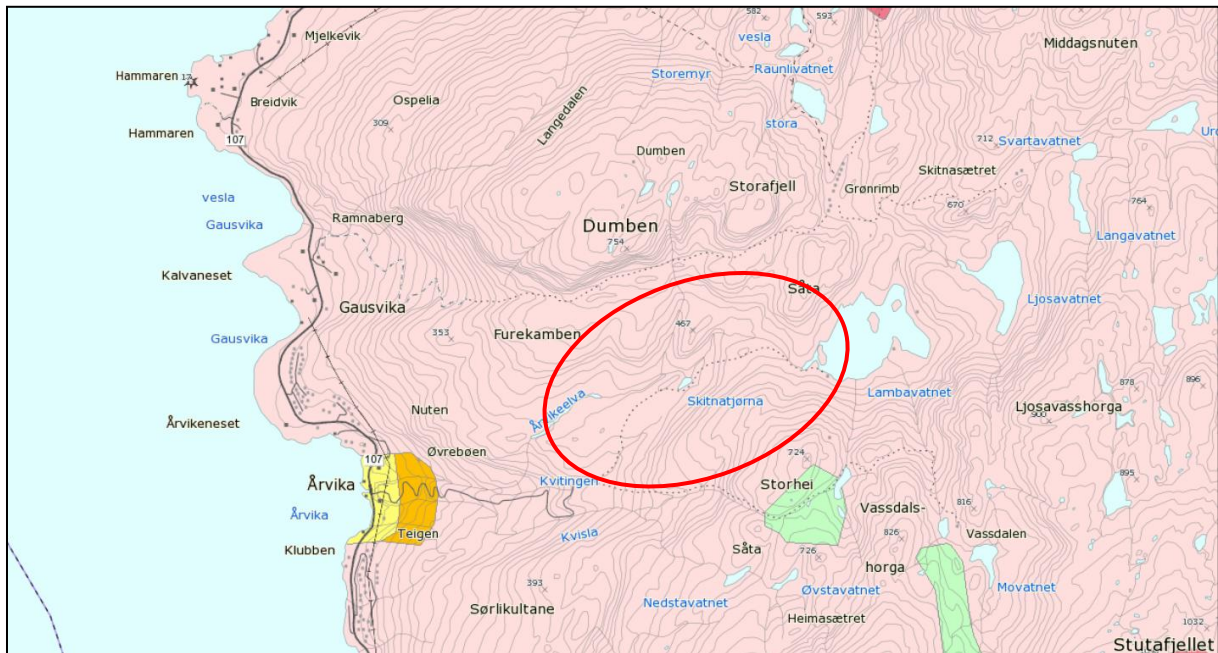 582
593
Mjelkevik
vesla
Middagsnuten
Hammaren
Storemyr
Raunlivatnet
Breidvik
Ospelia
Langedalen
309
stora
Hammaren
107
712
Svartavatnet
Dumben
Skitnasætret
Storafjell
Grønrimb
vesla
Gausvika
Ramnaberg
Dumben
754
670
764
Langavatnet
Kalvaneset
Såta
Gausvika
Ljosavatnet
Gausvika
353
Furekamben
467
Årvikeneset
Nuten
Årvikeelva
Skitnatjørna
Lambavatnet
878
896
Ljosavasshorga
900
Øvrebøen
107
724
Årvika
Kvitingen
Storhei
895
Årvika
Vassdals-
816
Klubben
Teigen
Kvisla
Såta
726
826
Vassdalen
horga
393
Sørlikultane
Nedstavatnet
Øvstavatnet
Movatnet
Heimasætret
1032
Stutafjellet